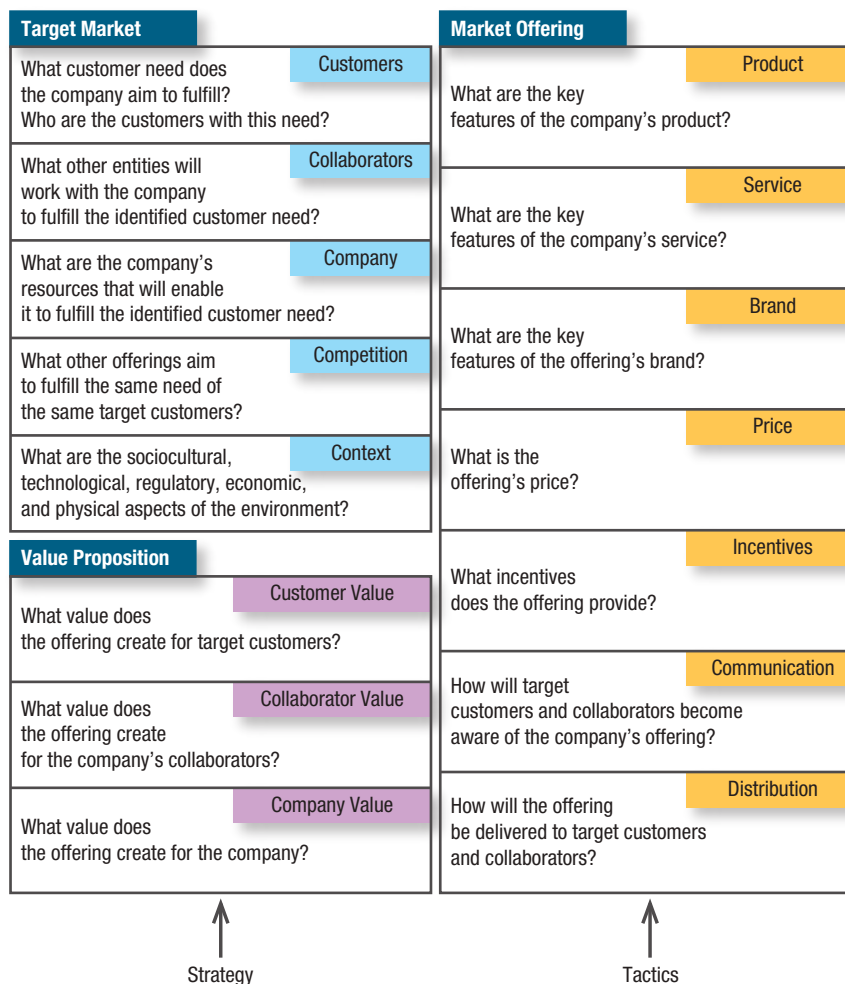 Target Market
Customers
What customer need does
the company aim to fulfill?
Who are the customers with this need?
Collaborators
What other entities will
work with the company
to fulfill the identified customer need?
Company
What are the company’s
resources that will enable
it to fulfill the identified customer need?
Competition
What other offerings aim
to fulfill the same need of
the same target customers?
Context
What are the sociocultural,
technological, regulatory, economic,
and physical aspects of the environment?
Value Proposition
Customer Value
What value does
the offering create for target customers?
Collaborator Value
What value does
the offering create
for the company’s collaborators?
Company Value
What value does
the offering create for the company?
Strategy
Market Offering
Product
What are the key
features of the company’s product?
Service
What are the key
features of the company’s service?
Brand
What are the key
features of the offering’s brand?
Price
What is the
offering’s price?
Incentives
What incentives
does the offering provide?
Communication
How will target
customers and collaborators become
aware of the company’s offering?
Distribution
How will the offering
be delivered to target customers
and collaborators?
Tactics